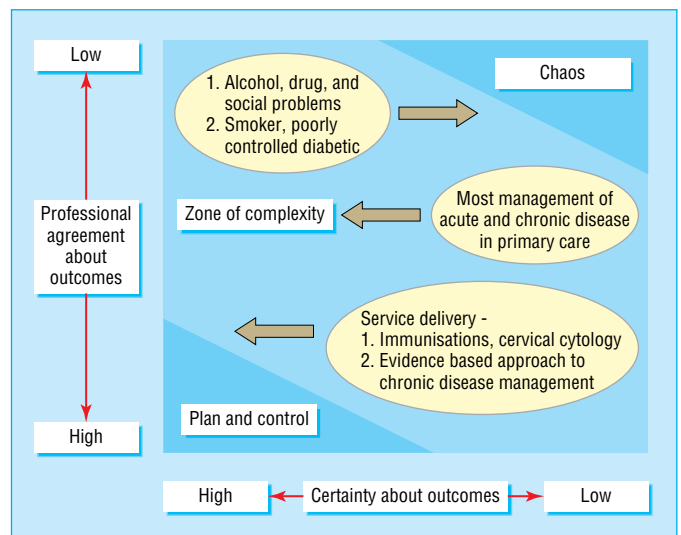 Low
1. Alcohol, drug, and
social problems
2. Smoker, poorly
controlled diabetic
Chaos
Professional
agreement
about
outcomes
Zone of complexity
Most management of
acute and chronic disease
in primary care
Service delivery -
1. Immunisations, cervical cytology
2. Evidence based approach to
chronic disease management
Plan and control
High
High
Certainty about outcomes
Low